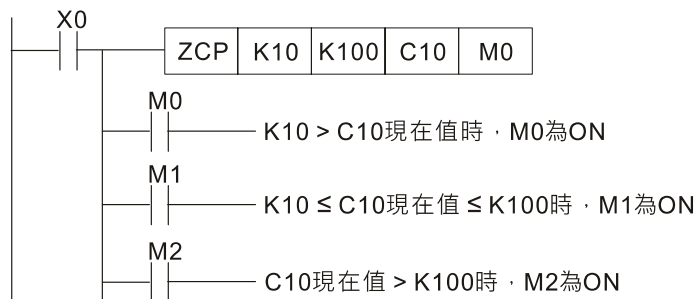 X0
ZCP K10 K100 C10 M0
M0
K10 > C10現在值時，M0為ON
M1
K10 ≤ C10現在值 ≤ K100時，M1為ON
M2
C10現在值 > K100時，M2為ON